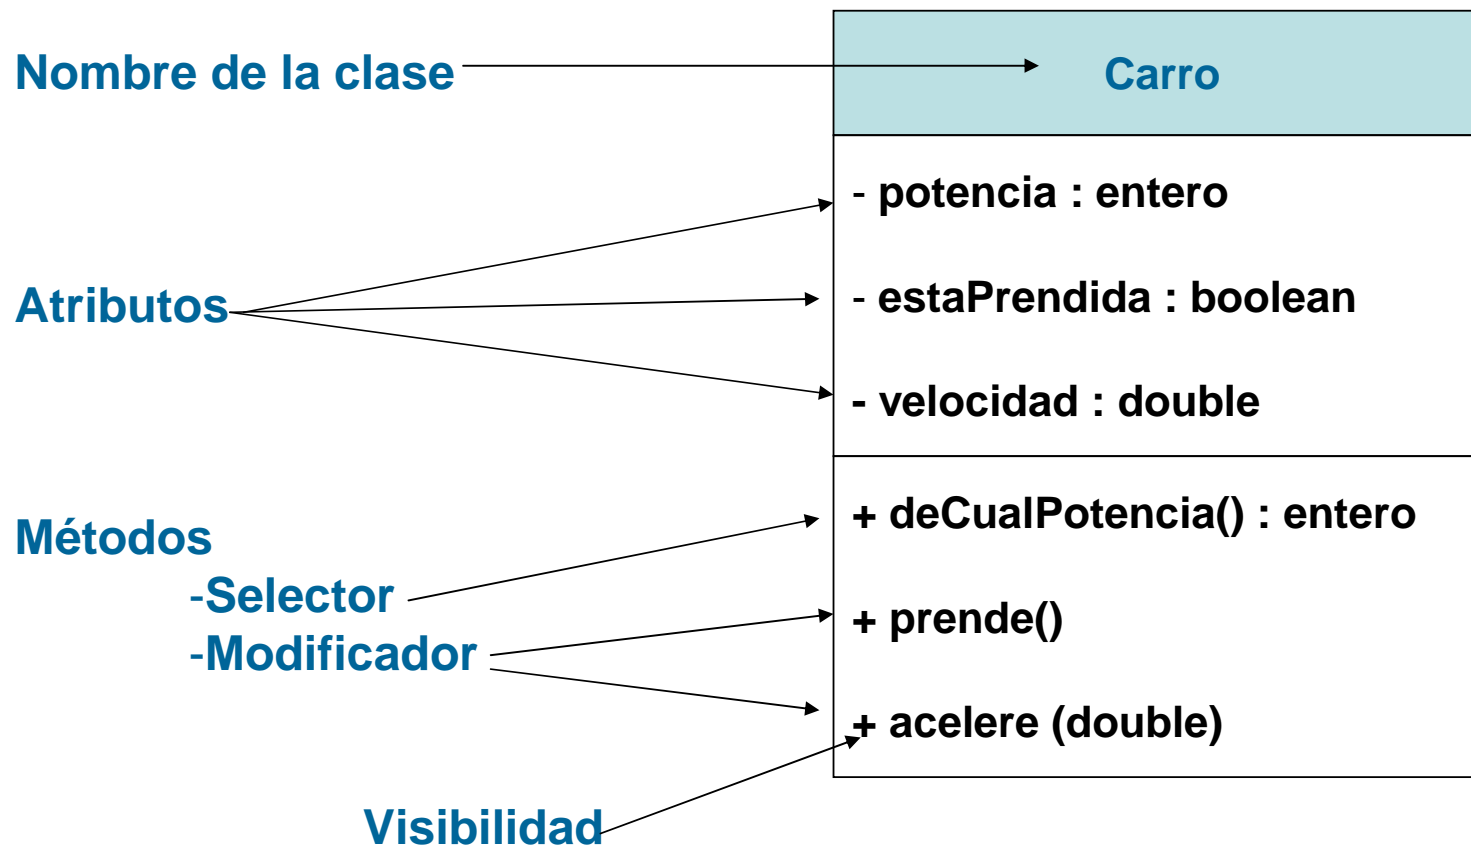 Nombre de la clase
Carro
Atributos
- potencia : entero
- estaPrendida : boolean
- velocidad : double
Métodos
-Selector
-Modificador
+ deCualPotencia() : entero
+ prende()
+ acelere (double)
Visibilidad